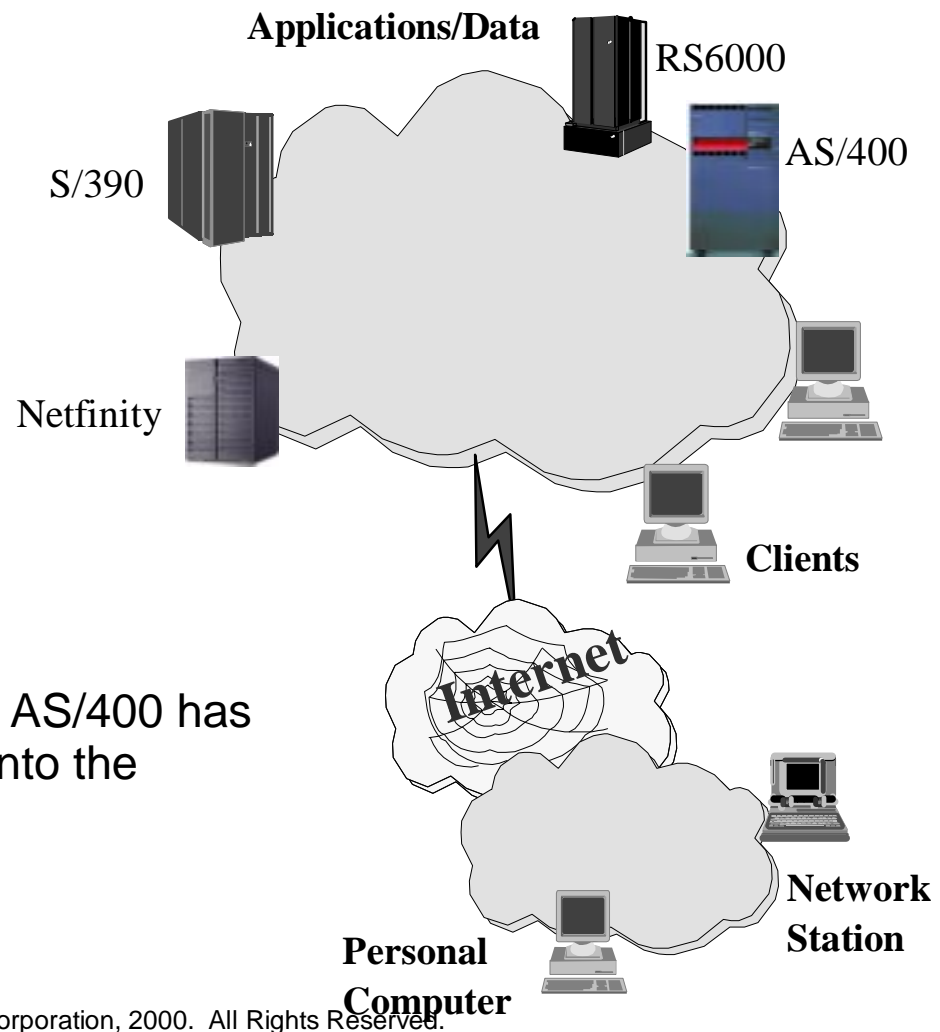 Applications/Data
RS6000
AS/400
S/390
Netfinity
Clients
Internet
AS/400 has
nto the
Network
Station
Personal
Computer
orporation, 2000.  All Rights Reserved.